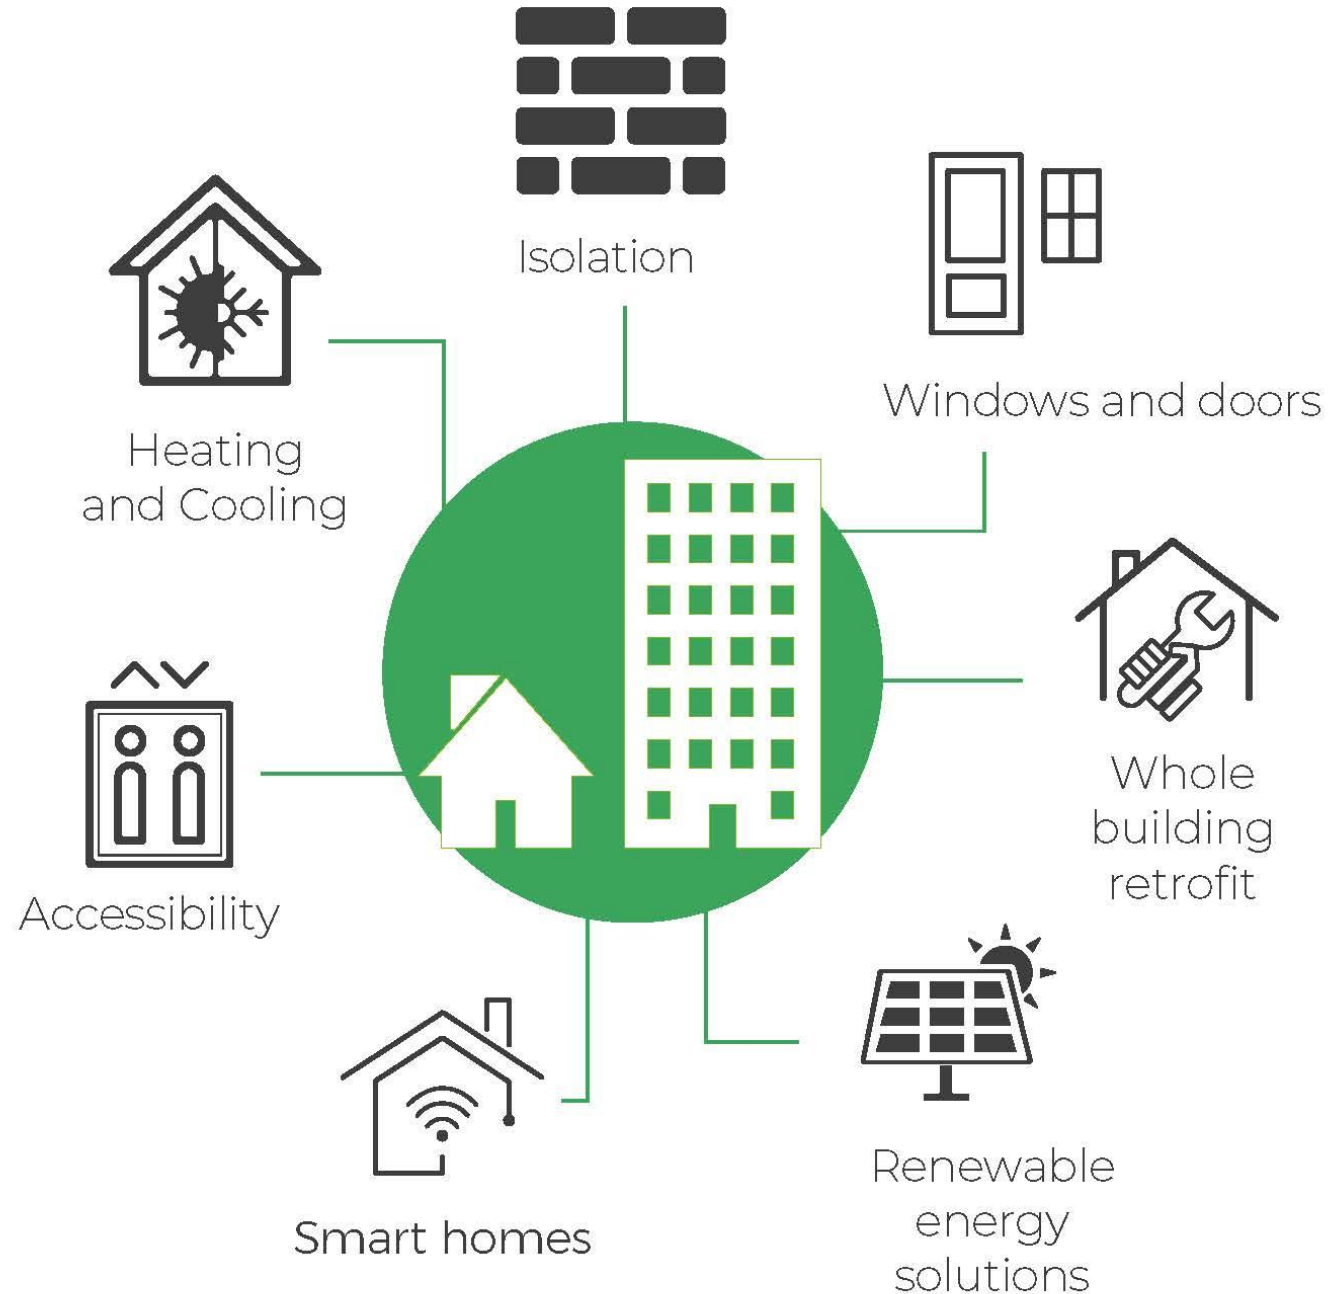 Isolation
Windows and doors
Heating
and Cooling
Whole
building
retrofit
Accessibility
Renewable
energy
solutions
Smart homes